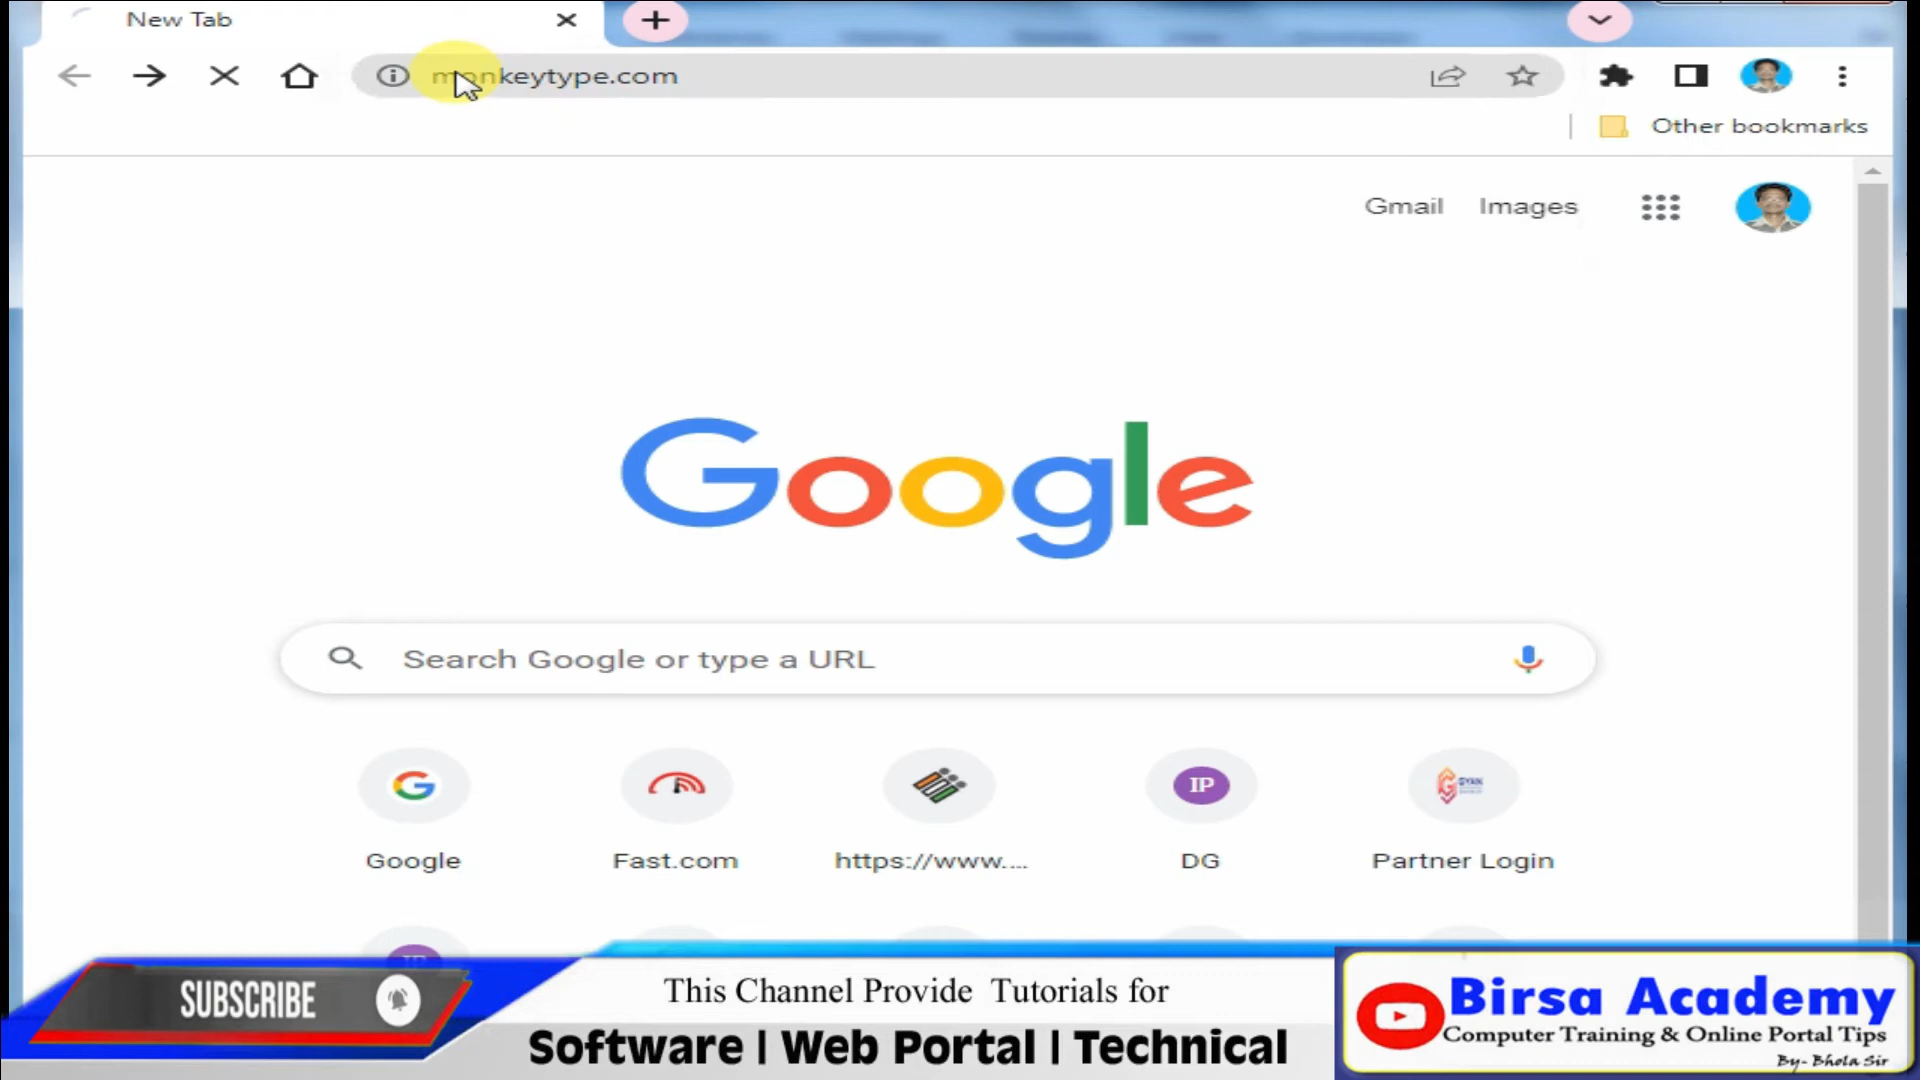 New Tab
monkeytype.com
Other bookmarks
Gmail Images
Google
Search Google or type a URL
IP
Google Fast.com https://www.... DG Partner Login
SUBSCRIBE
This Channel Provide Tutorials for
Software | Web Portal | Technical
Birsa Academy
Computer Training & Online Portal Tips
By- Bhola Sir